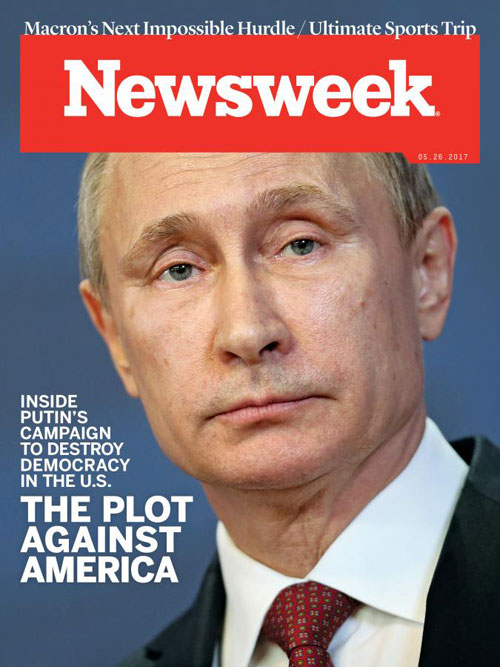 Macron's Next Impossible Hurdle / Ultimate Sports Trip
Newsweek
05.26.2017
INSIDE
PUTIN'S
CAMPAIGN
TO DESTROY
DEMOCRACY
IN THE U.S.
THE PLOT
AGAINST
AMERICA